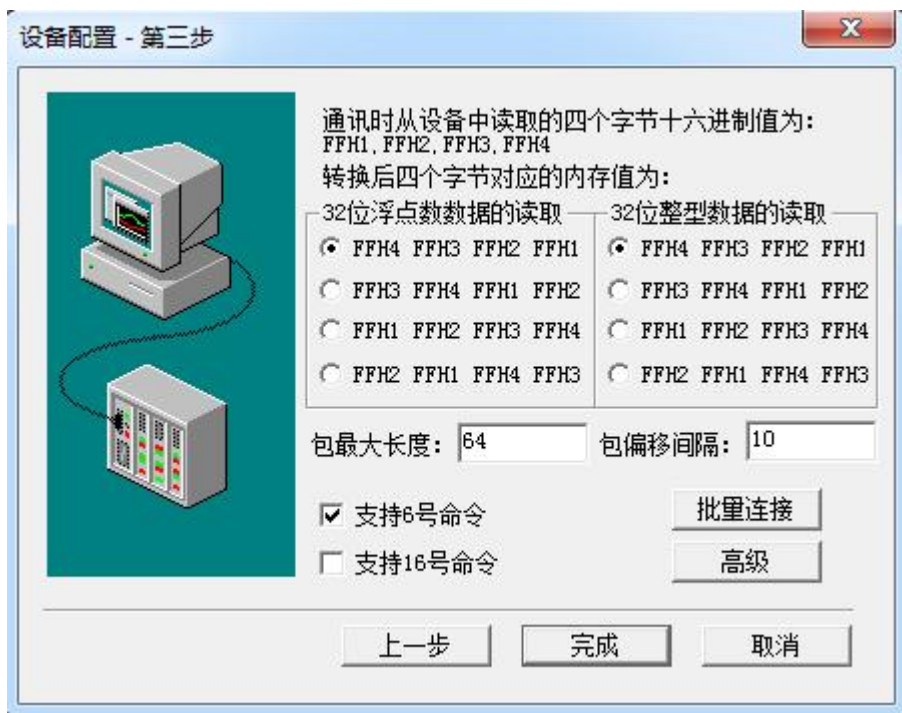 设备配置 - 第三步
通讯时从设备中读取的四个字节十六进制值为：
FFH1,FFH2,FFH3,FFH4
转换后四个字节对应的内存值为：
32位浮点数数据的读取 32位整型数据的读取
FFH4 FFH3 FFH2 FFH1 FFH4 FFH3 FFH2 FFH1
FFH3 FFH4 FFH1 FFH2 FFH3 FFH4 FFH1 FFH2
FFH1 FFH2 FFH3 FFH4 FFH1 FFH2 FFH3 FFH4
FFH2 FFH1 FFH4 FFH3 FFH2 FFH1 FFH4 FFH3
包最大长度： 64 包偏移间隔： 10
支持6号命令 批量连接
支持16号命令 高级
上一步 完成 取消